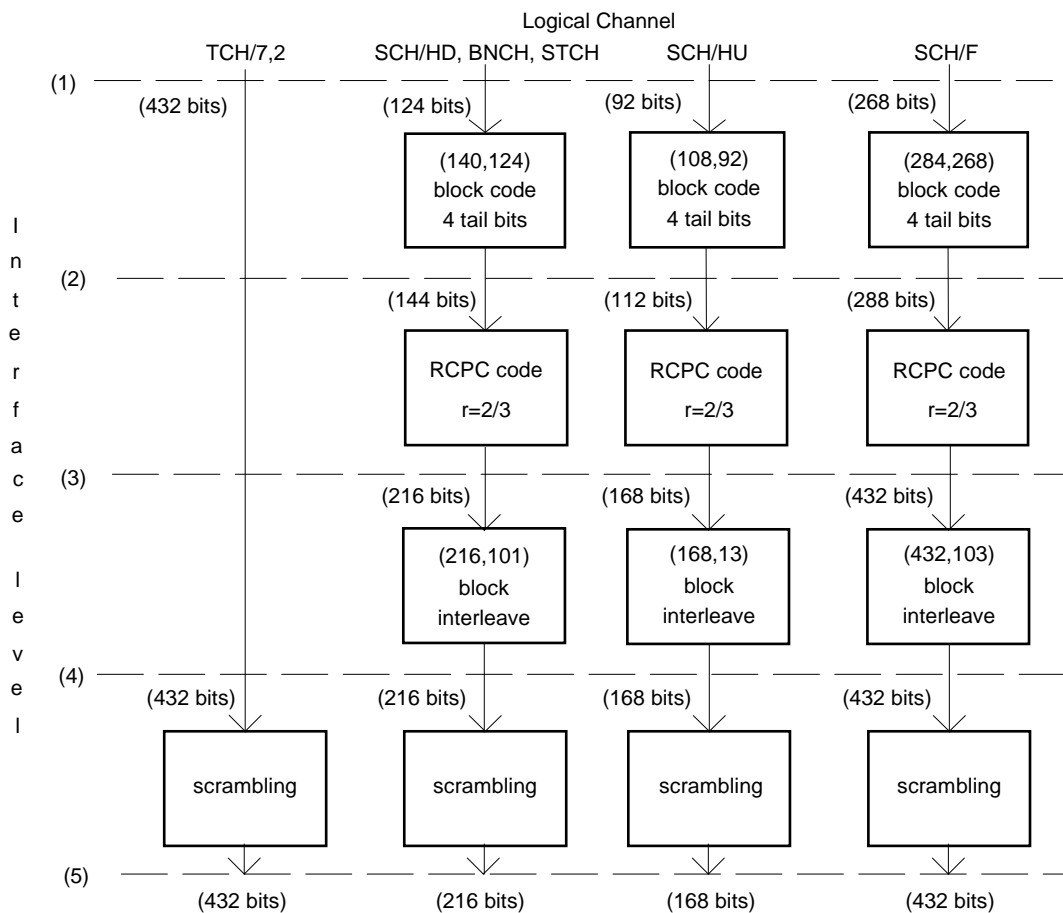 Logical Channel
TCH/7,2 SCH/HD, BNCH, STCH SCH/HU SCH/F
(1)
(432 bits) (124 bits) (92 bits) (268 bits)
(140,124) (108,92) (284,268)
block code block code block code
4 tail bits 4 tail bits 4 tail bits
(2)
(144 bits) (112 bits) (288 bits)
RCPC code RCPC code RCPC code
r=2/3 r=2/3 r=2/3
(3)
(216 bits) (168 bits) (432 bits)
(216,101) (168,13) (432,103)
block block block
interleave interleave interleave
(4)
(432 bits) (216 bits) (168 bits) (432 bits)
scrambling scrambling scrambling scrambling
(5)
(432 bits) (216 bits) (168 bits) (432 bits)
Interface level